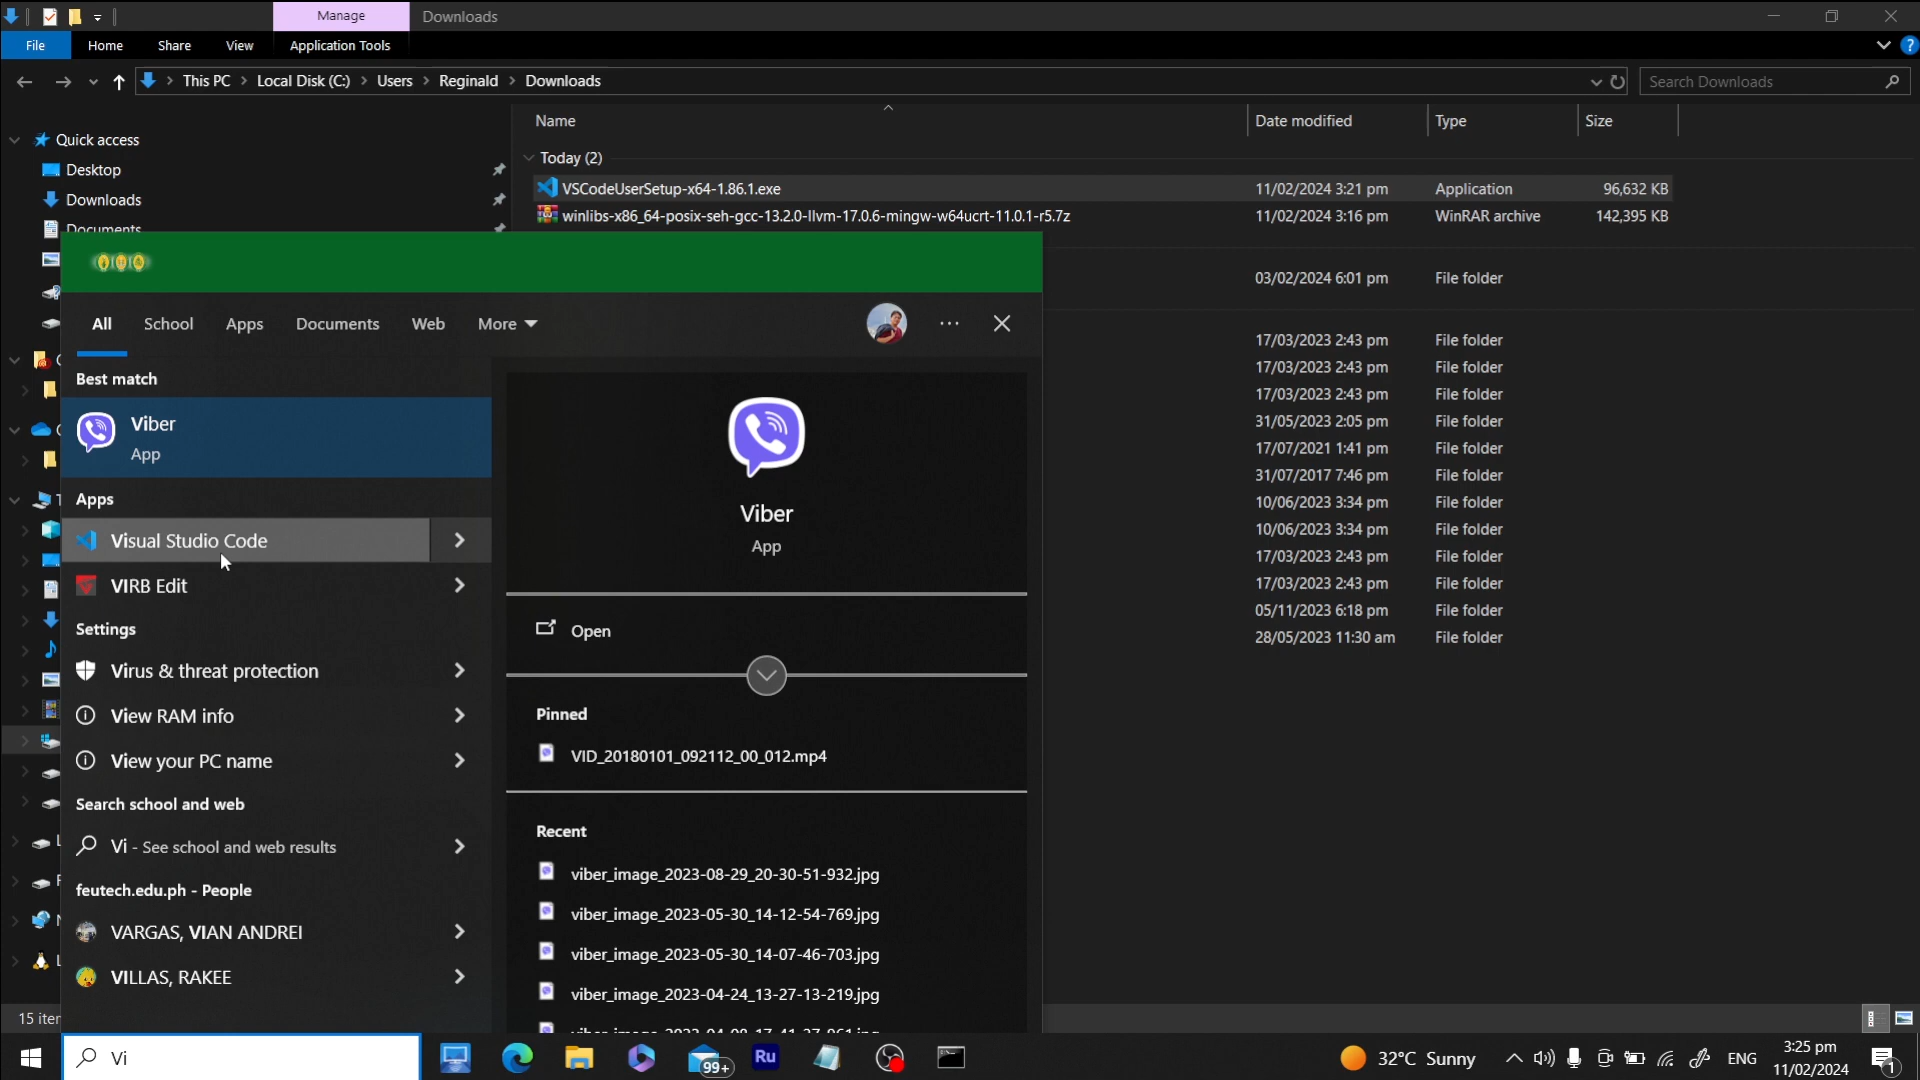 Manage
Downloads
File
Home
Share
View
Application Tools
This PC
Local Disk (C:)
Users
Reginald
Downloads
Search Downloads
Name
Date modified
Type
Size
Quick access
Today (2)
Desktop
VSCodeUserSetup-x64-1.86.1.exe
11/02/2024 3:21 pm
Application
96,632 KB
Downloads
winlibs-x86_64-posix-seh-gcc-13.2.0-llvm-17.0.6-mingw-w64ucrt-11.0.1-r5.7z
11/02/2024 3:16 pm
WinRAR archive
142,395 KB
Documents
03/02/2024 6:01 pm
File folder
17/03/2023 2:43 pm
File folder
17/03/2023 2:43 pm
File folder
17/03/2023 2:43 pm
File folder
31/05/2023 2:05 pm
File folder
17/07/2021 1:41 pm
File folder
31/07/2017 7:46 pm
File folder
10/06/2023 3:34 pm
File folder
10/06/2023 3:34 pm
File folder
17/03/2023 2:43 pm
File folder
17/03/2023 2:43 pm
File folder
05/11/2023 6:18 pm
File folder
28/05/2023 11:30 am
File folder
All
School
Apps
Documents
Web
More
Best match
Viber
App
Apps
Visual Studio Code
VIRB Edit
Settings
Virus & threat protection
View RAM info
View your PC name
Search school and web
Vi - See school and web results
feutech.edu.ph - People
VARGAS, VIAN ANDREI
VILLAS, RAKEE
Viber
App
Open
Pinned
VID_20180101_092112_00_012.mp4
Recent
viber_image_2023-08-29_20-30-51-932.jpg
viber_image_2023-05-30_14-12-54-769.jpg
viber_image_2023-05-30_14-07-46-703.jpg
viber_image_2023-04-24_13-27-13-219.jpg
15 iter
Vi
99+
Ru
32°C Sunny
ENG
3:25 pm
11/02/2024
1